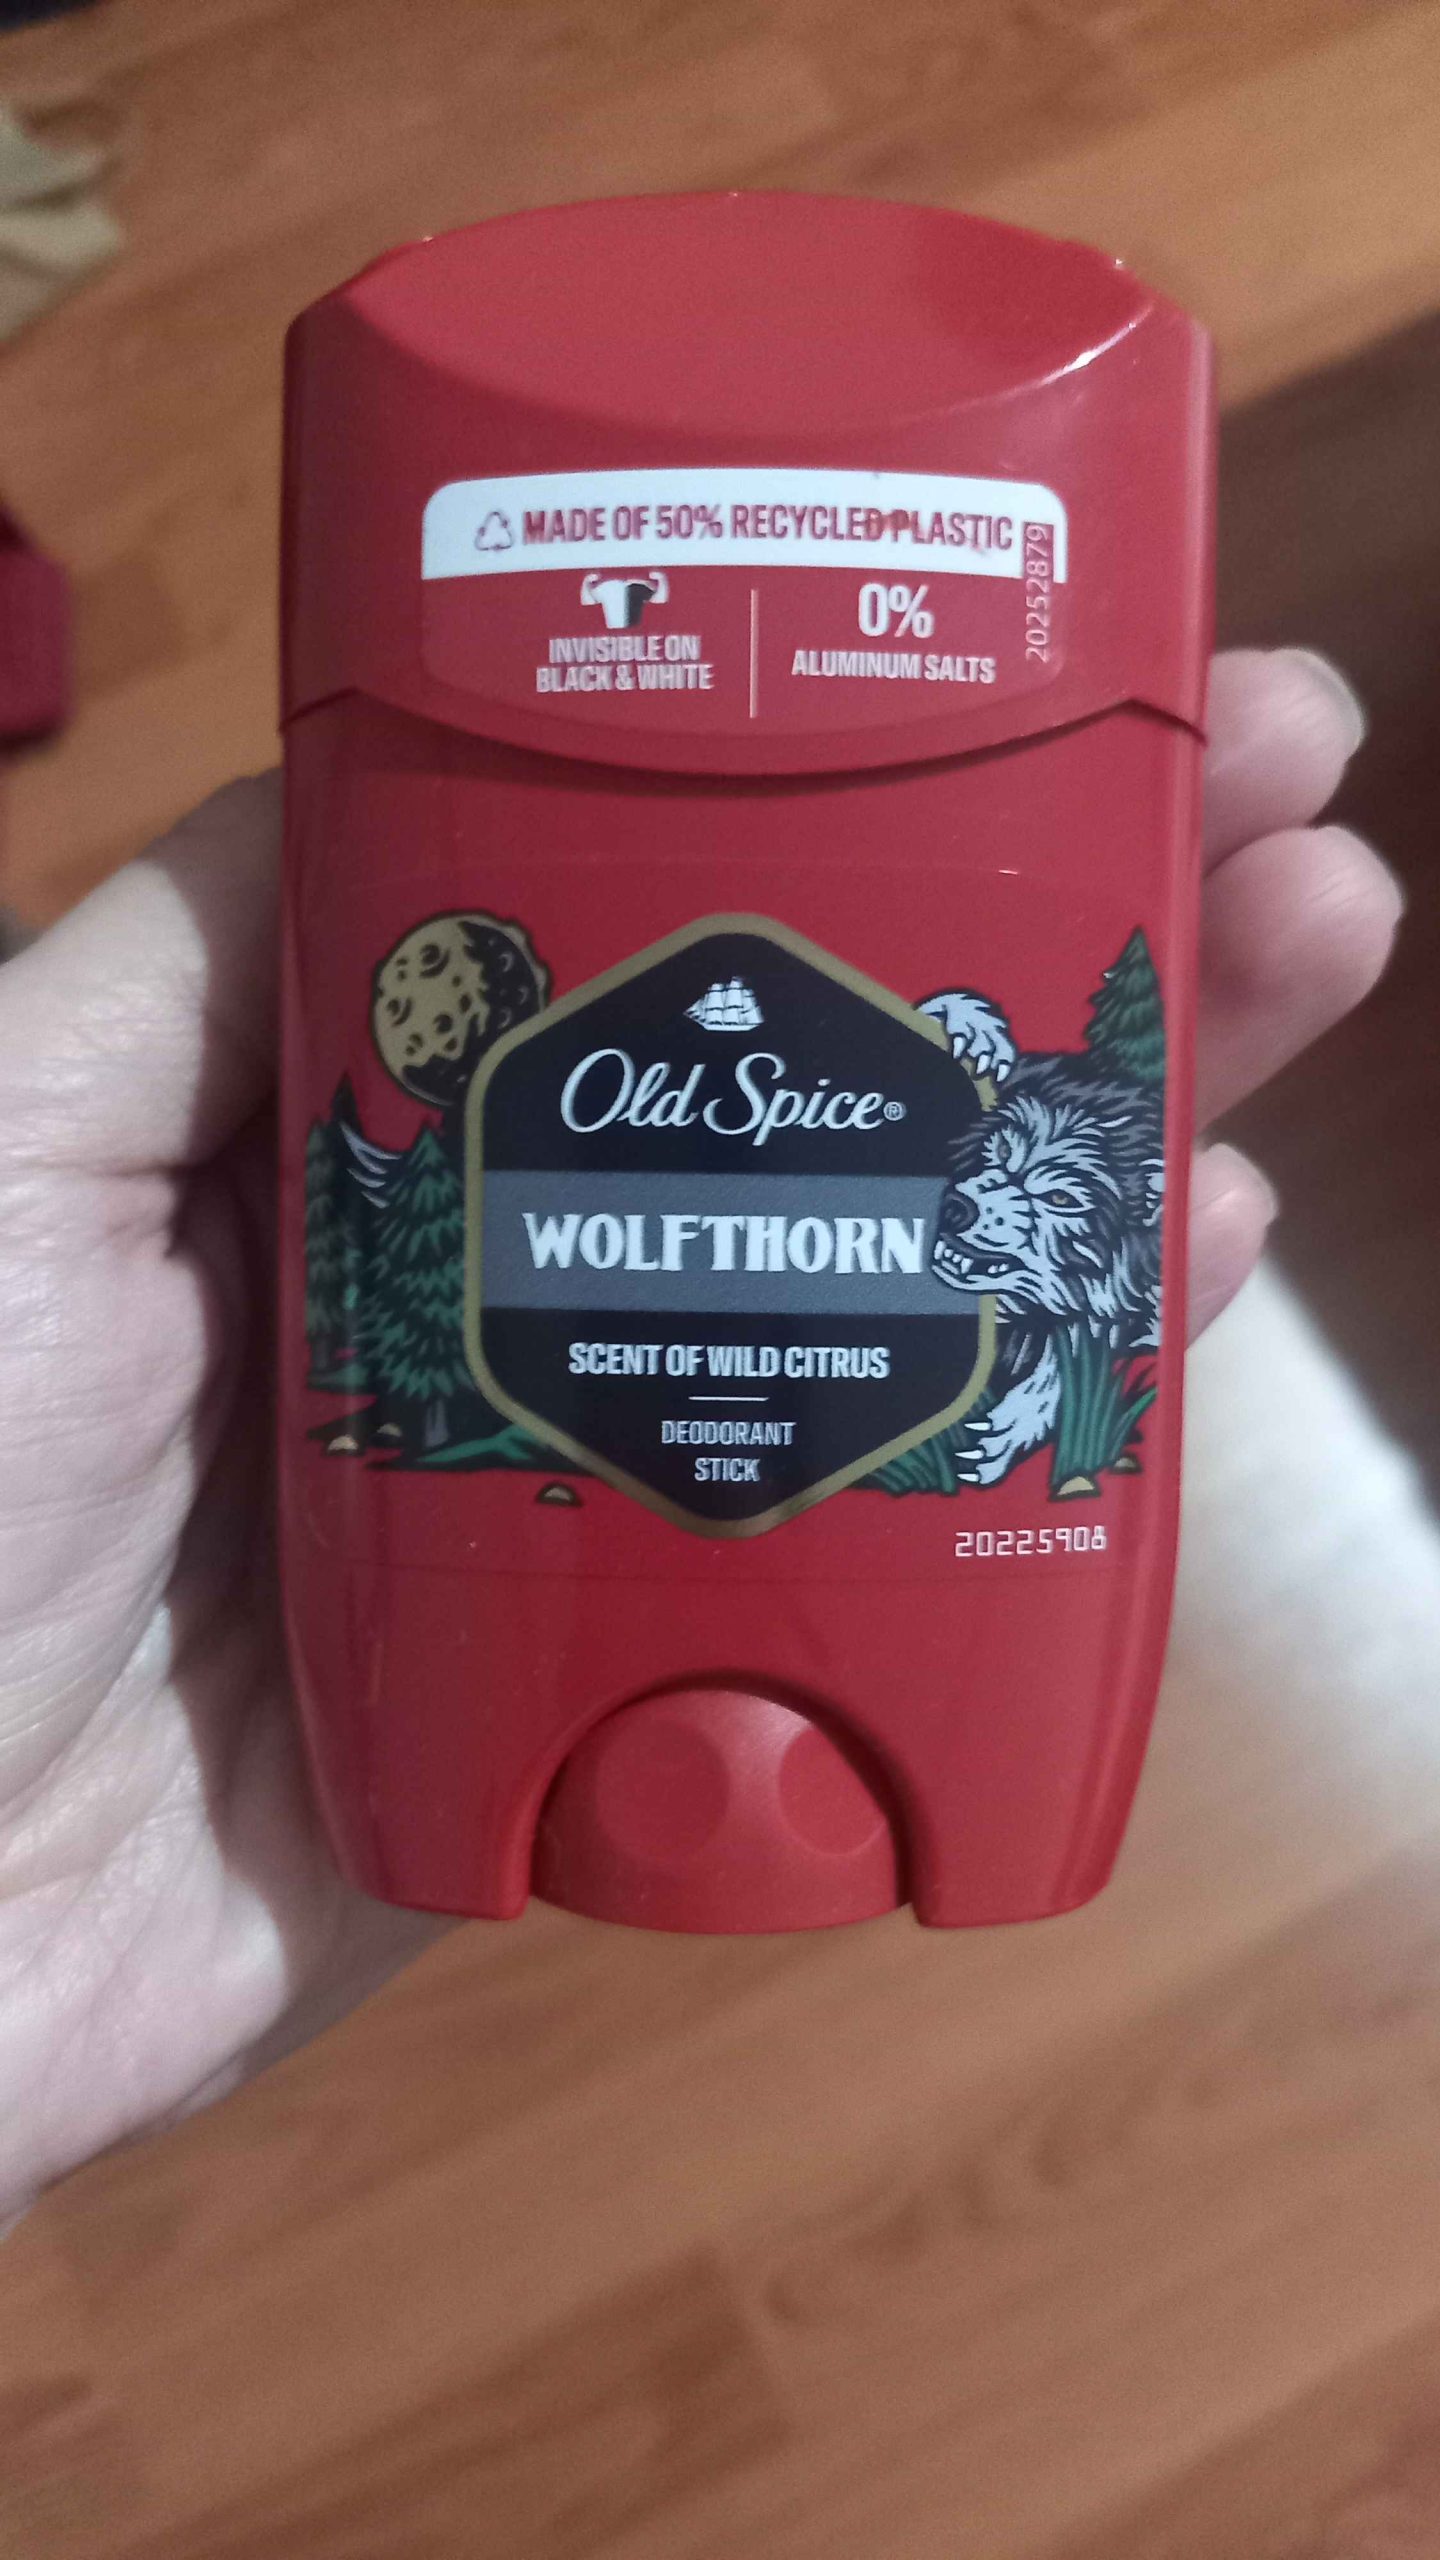 MADE OF 50% RECYCLED PLASTIC
20252879
INVISIBLE ON
BLACK & WHITE
0%
ALUMINUM SALTS
Old Spice®
WOLFTHORN
SCENT OF WILD CITRUS
DEODORANT
STICK
20225908